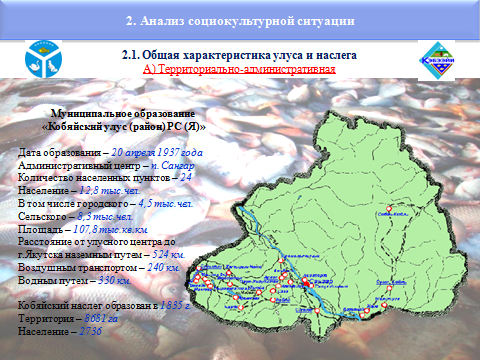 2. Анализ социокультурной ситуации
2.1. Общая характеристика улуса и наслега
А) Территориально-административная
Муниципальное образование
«Кобяйский улус (район) РС (Я)»
Дата образования – 20 апреля 1937 года
Административный центр – п. Сангар
Количество населенных пунктов – 24
Население – 12,8 тыс.чел.
В том числе городского – 4,5 тыс.чел.
Сельского – 8,3 тыс.чел.
Площадь – 107,8 тыс.кв.км
Расстояние от улусного центра до
г.Якутска наземным путем – 524 км.
Воздушным транспортом – 240 км.
Водным путем – 330 км.
Кобяйский наслег образован в 1835 г.
Территория – 8681 га
Население – 2736